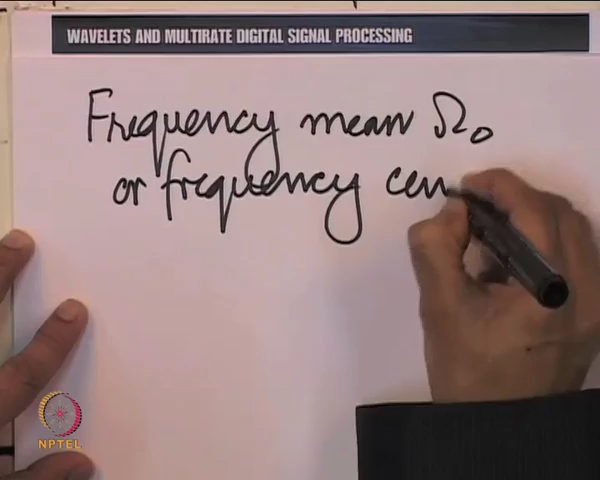 WAVELETS AND MULTIRATE DIGITAL SIGNAL PROCESSING
Frequency mean Ω₀
or frequency cen
NPTEL